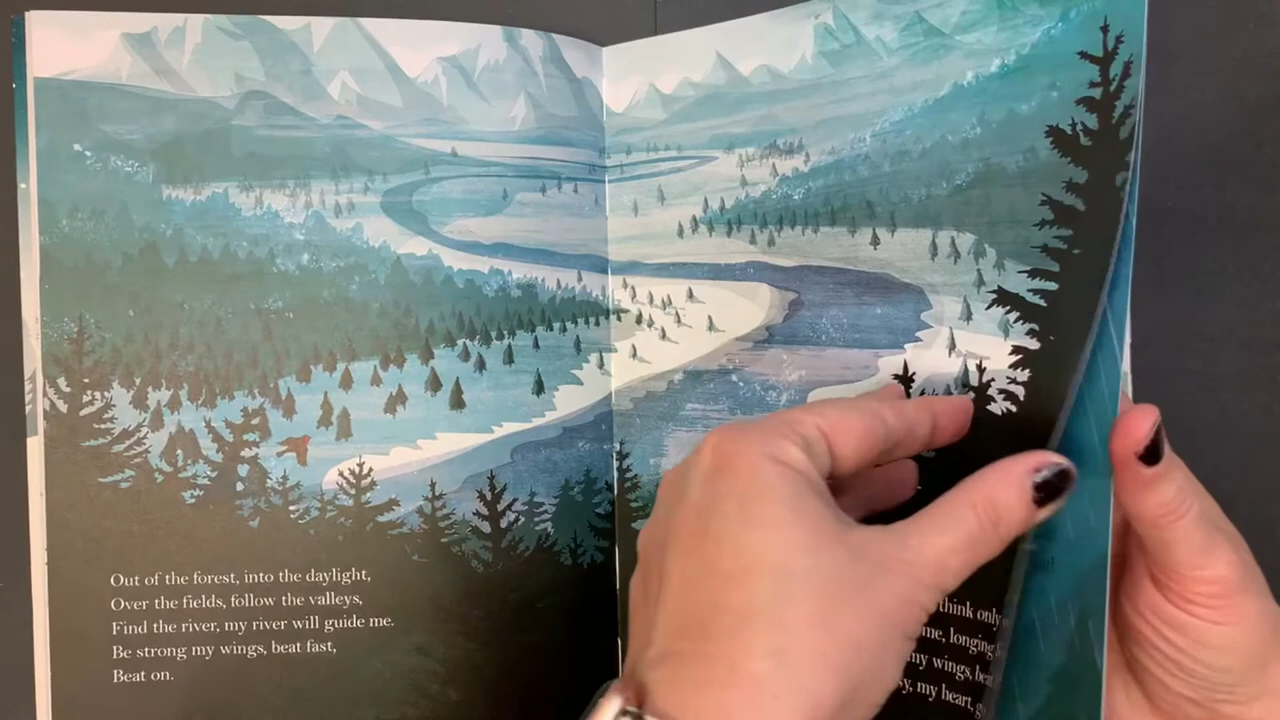 Out of the forest, into the daylight,
Over the fields, follow the valleys,
Find the river, my river will guide me.
Be strong my wings, beat fast,
Beat on.
think only
me, longing
my wings,
my heart,